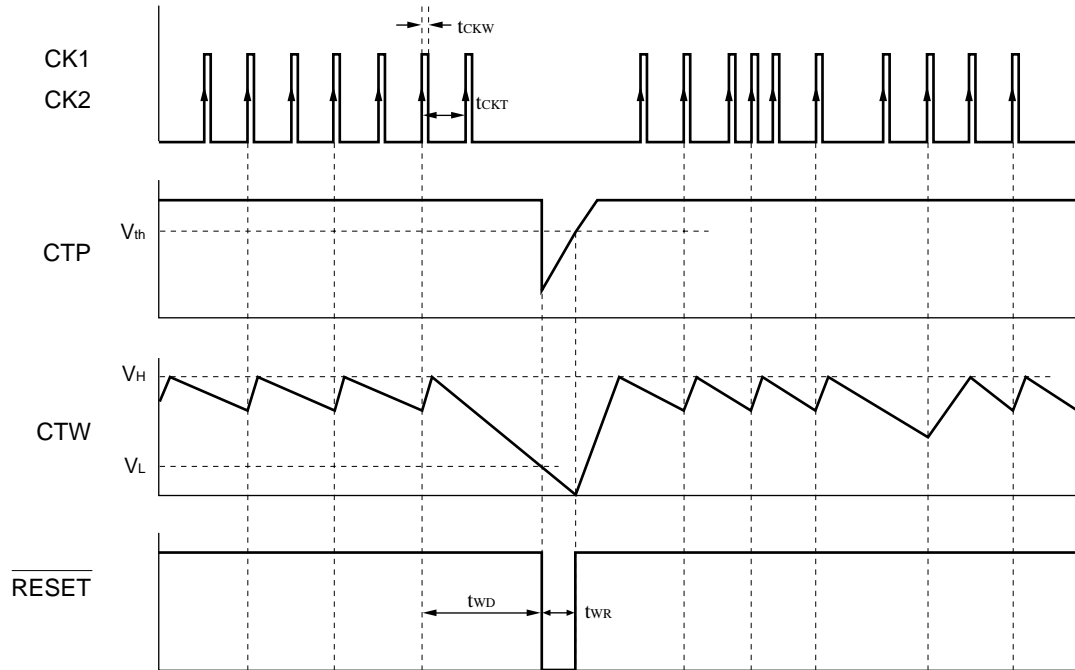 tCKW
CK1
CK2
tCKT
Vth
CTP
VH
CTW
VL
RESET
tWD
tWR